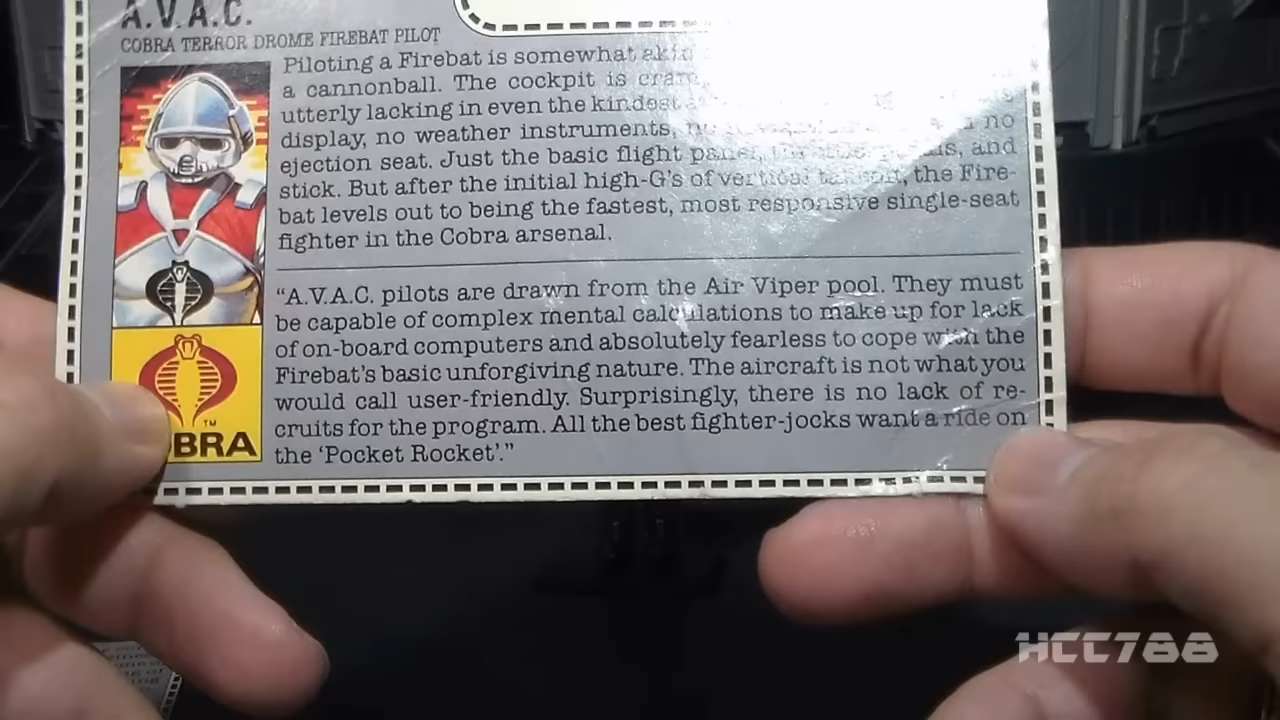 A.V.A.C.
COBRA TERROR DROME FIREBAT PILOT
Piloting a Firebat is somewhat akin
a cannonball. The cockpit is
utterly lacking in even the kindest
display, no weather instruments, no
ejection seat. Just the basic flight panel, and
stick. But after the initial high-G's of vertical takeoff, the Fire-
bat levels out to being the fastest, most responsive single-seat
fighter in the Cobra arsenal.
"A.V.A.C. pilots are drawn from the Air Viper pool. They must
be capable of complex mental calculations to make up for lack
of on-board computers and absolutely fearless to cope with the
Firebat's basic unforgiving nature. The aircraft is not what you
would call user-friendly. Surprisingly, there is no lack of re-
cruits for the program. All the best fighter-jocks want a ride on
the 'Pocket Rocket'."
TM
BRA
HCC788